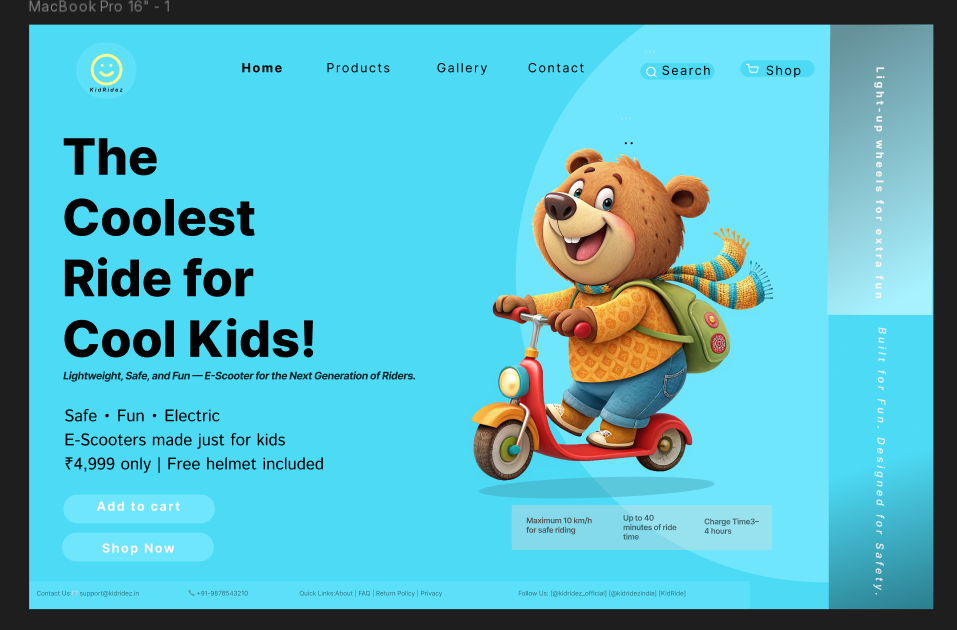 MacBook Pro 16" - 1
KidRidez
Home
Products
Gallery
Contact
Search
Shop
The
Coolest
Ride for
Cool Kids!
Lightweight, Safe, and Fun — E-Scooter for the Next Generation of Riders.
Safe • Fun • Electric
E-Scooters made just for kids
₹4,999 only | Free helmet included
Add to cart
Shop Now
Maximum 10 km/h
for safe riding
Up to 40
minutes of ride
time
Charge Time3–
4 hours
Light-up wheels for extra fun
Built for Fun. Designed for Safety.
Contact Us: support@kidridez.in
+91-9876543210
Quick Links:About | FAQ | Return Policy | Privacy
Follow Us: [@kidridez_official] [@kidridezindia] [KidRide]